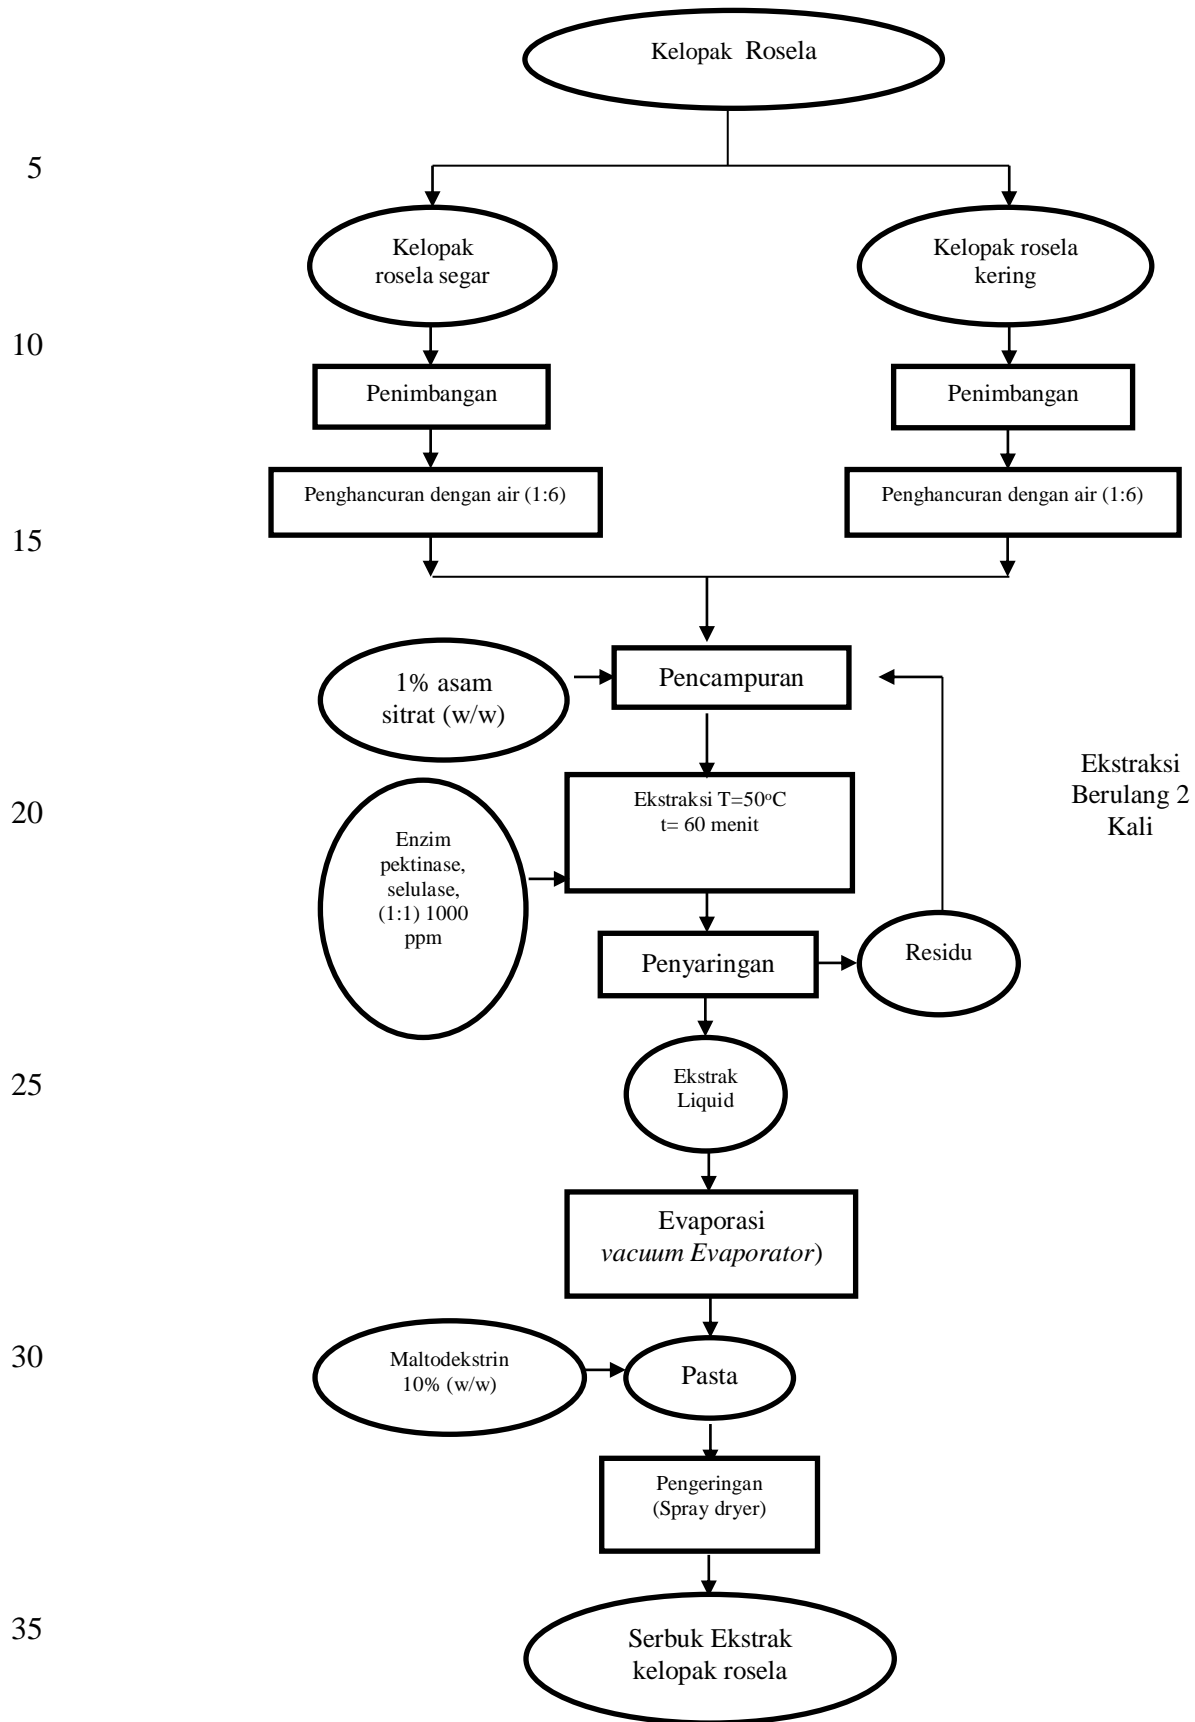 Kelopak Rosela
5
Kelopak
rosela segar
Kelopak rosela
kering
10
Penimbangan
Penimbangan
Penghancuran dengan air (1:6)
Penghancuran dengan air (1:6)
15
1% asam
sitrat (w/w)
Pencampuran
Ekstraksi
Berulang 2
Kali
20
Ekstraksi T=50°C
t= 60 menit
Enzim
pektinase,
selulase,
(1:1) 1000
ppm
Penyaringan
Residu
25
Ekstrak
Liquid
Evaporasi
vacuum Evaporator)
30
Maltodekstrin
10% (w/w)
Pasta
Pengeringan
(Spray dryer)
35
Serbuk Ekstrak
kelopak rosela